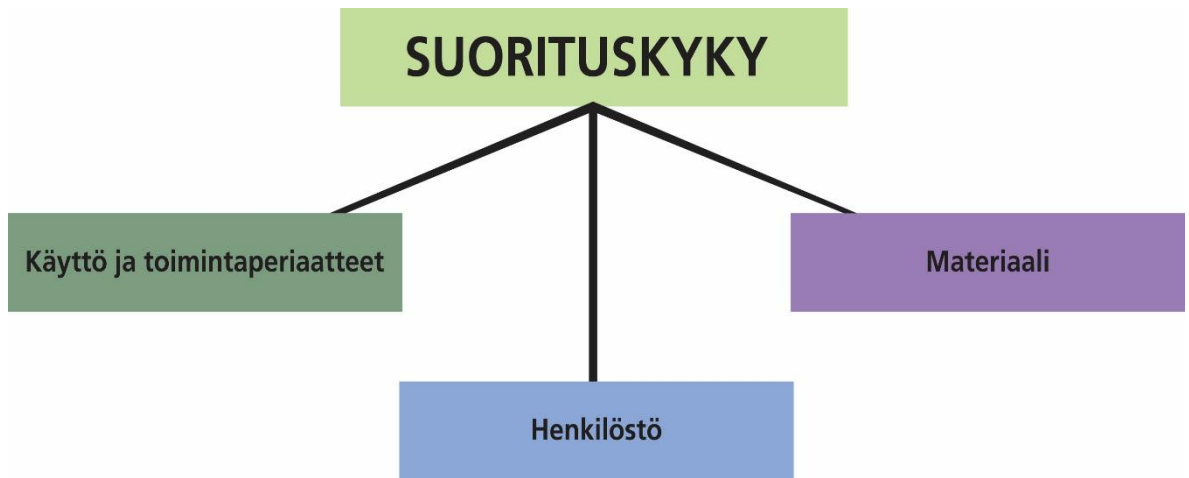 SUORITUSKYKY
Käyttö ja toimintaperiaatteet
Materiaali
Henkilöstö